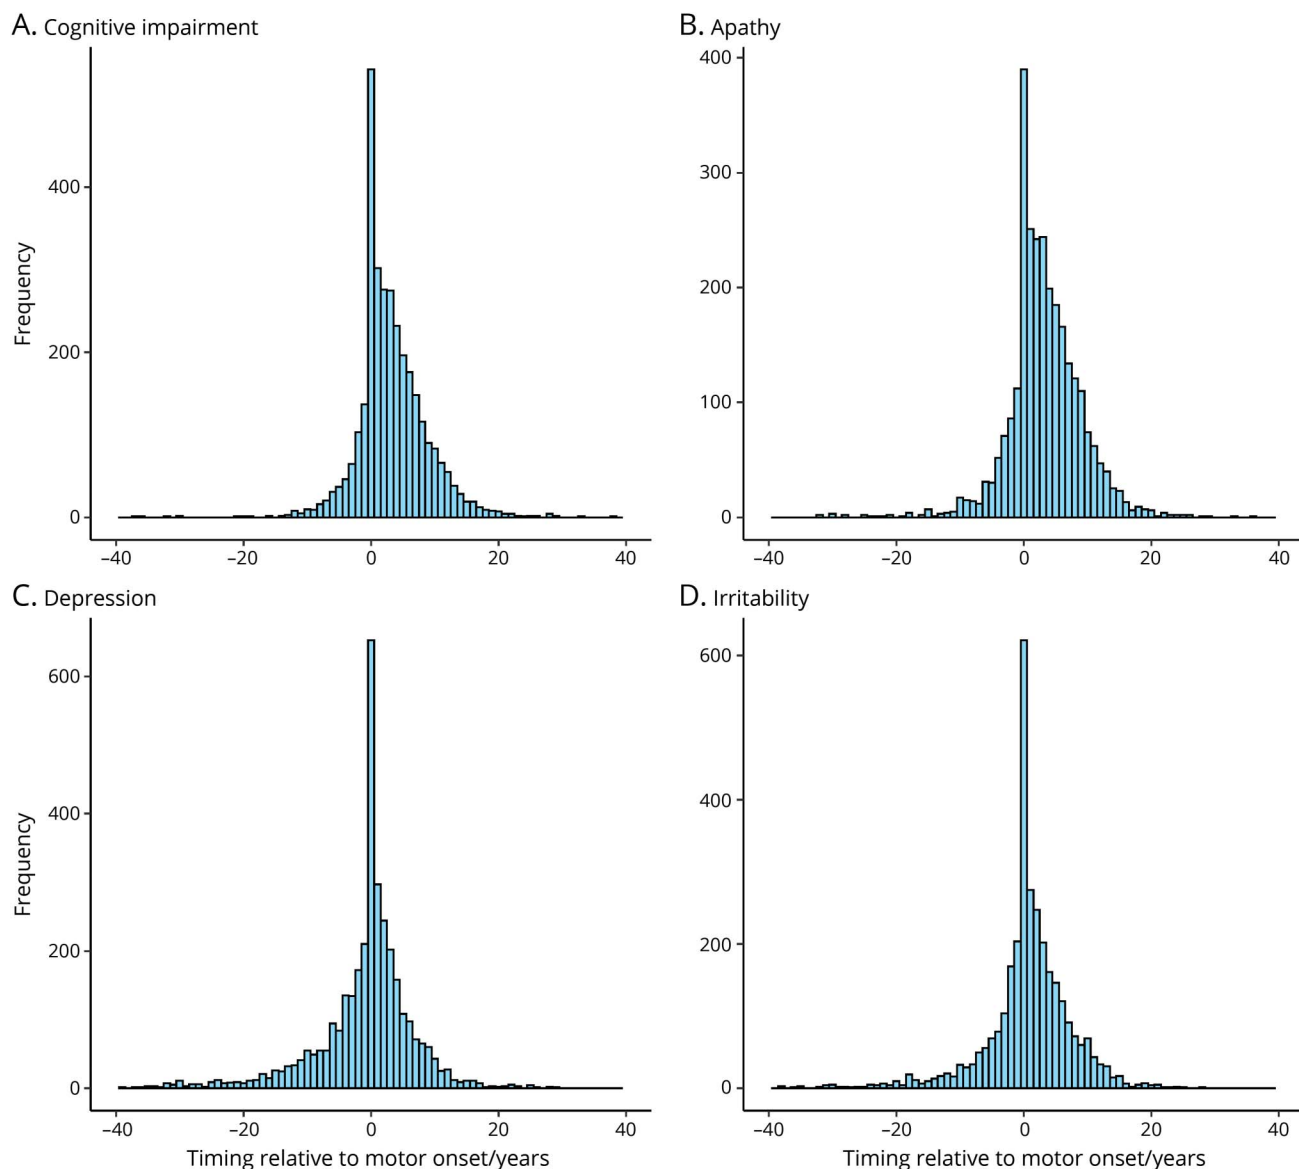 A. Cognitive impairment
Frequency
400
200
0
–40 –20 0 20 40
B. Apathy
400
300
200
100
0
–40 –20 0 20 40
C. Depression
Frequency
600
400
200
0
–40 –20 0 20 40
Timing relative to motor onset/years
D. Irritability
600
400
200
0
–40 –20 0 20 40
Timing relative to motor onset/years